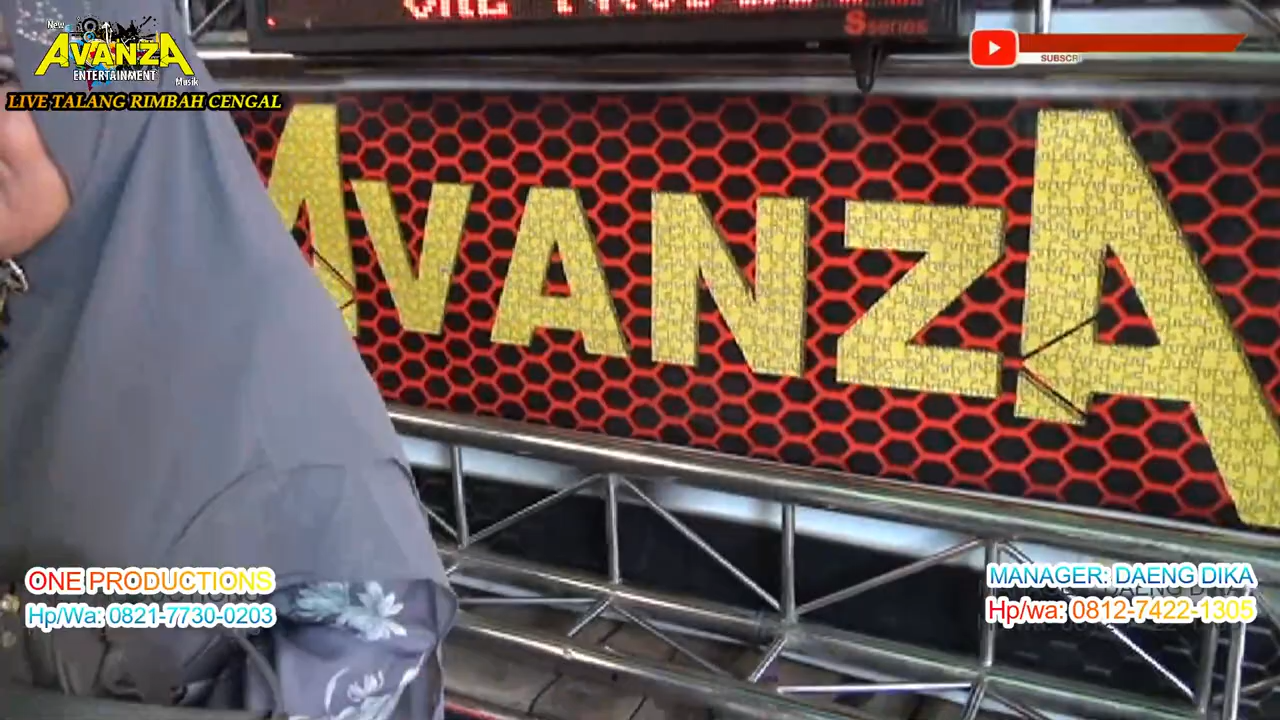 New
AVANZA
ENTERTAINMENT
Musik
LIVE TALANG RIMBAH CENGAL
S series
SUBSCRI
AVANZA
ONE PRODUCTIONS
Hp/Wa: 0821-7730-0203
MANAGER: DAENG DIKA
Hp/wa: 0812-7422-1305